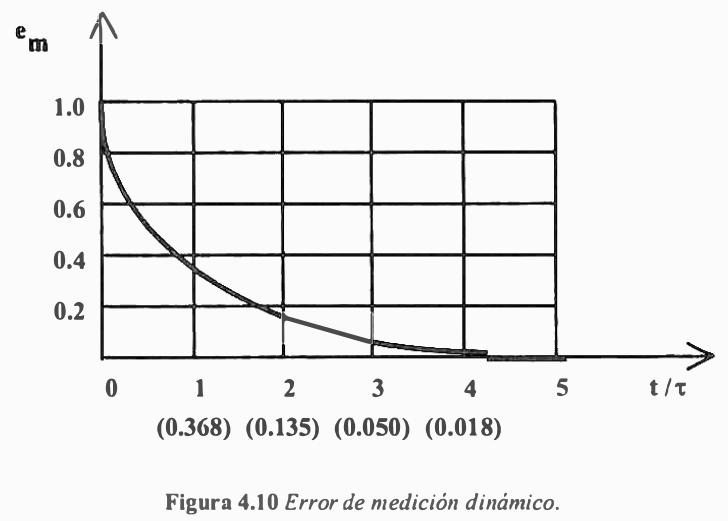 e m
1.0
0.8
0.6
0.4
0.2
0 1 2 3 4 5 t/τ
(0.368) (0.135) (0.050) (0.018)
Figura 4.10 Error de medición dinámico.